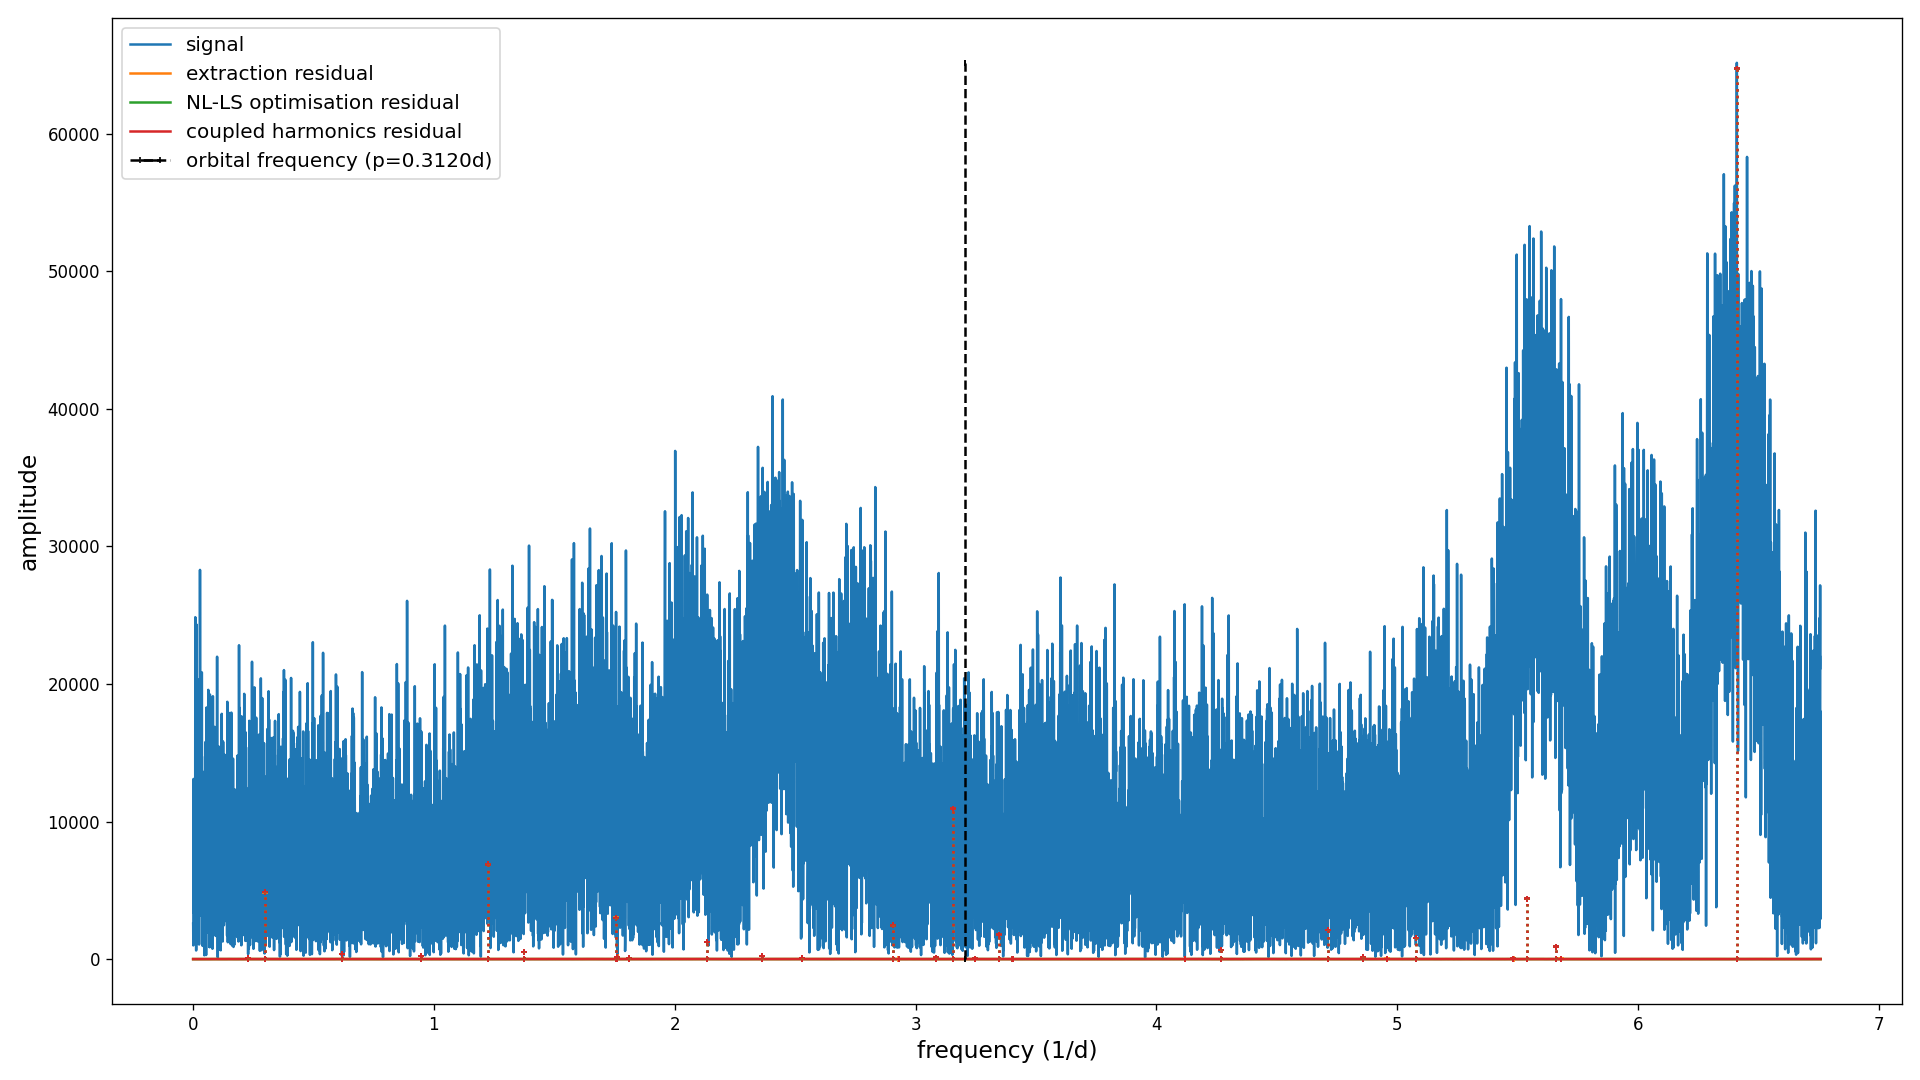 signal
extraction residual
NL-LS optimisation residual
coupled harmonics residual
orbital frequency (p=0.3120d)
amplitude
60000
50000
40000
30000
20000
10000
0
0 1 2 3 4 5 6 7
frequency (1/d)